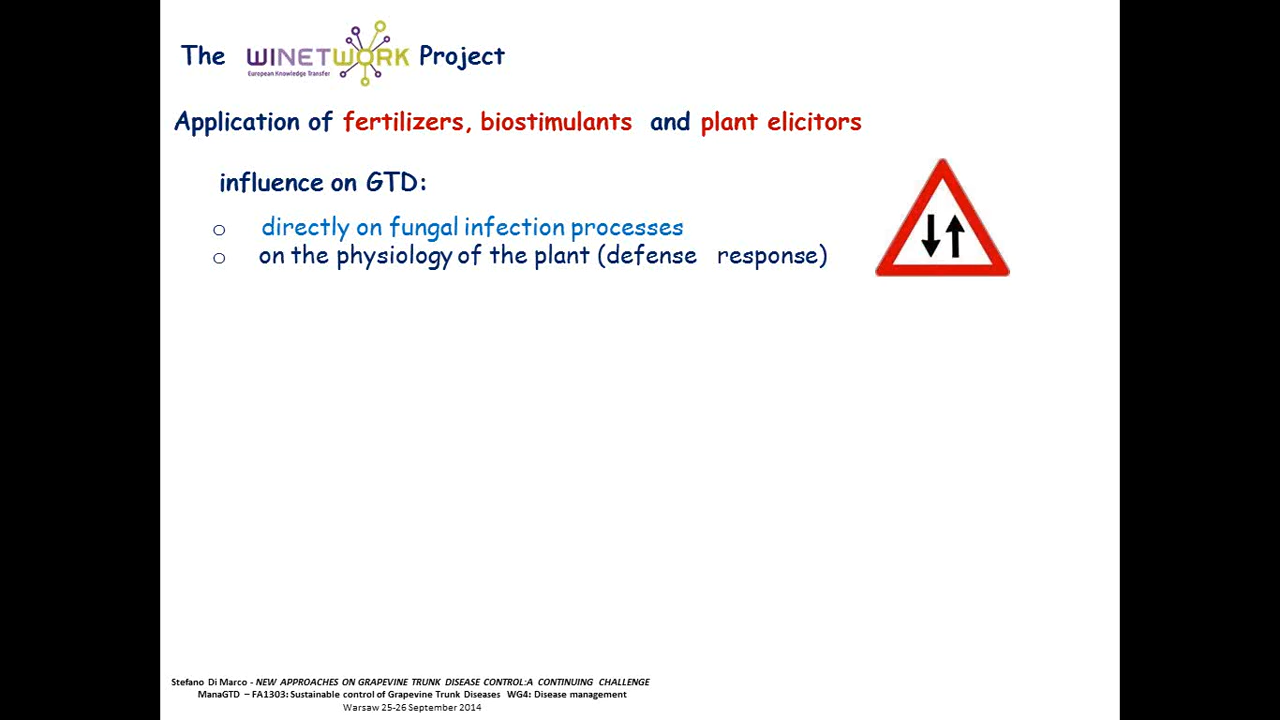 The WINETWORK Project
European Knowledge Transfer
Application of fertilizers, biostimulants and plant elicitors
influence on GTD:
o directly on fungal infection processes
o on the physiology of the plant (defense response)
Stefano Di Marco - NEW APPROACHES ON GRAPEVINE TRUNK DISEASE CONTROL:A CONTINUING CHALLENGE
ManaGTD – FA1303: Sustainable control of Grapevine Trunk Diseases WG4: Disease management
Warsaw 25-26 September 2014